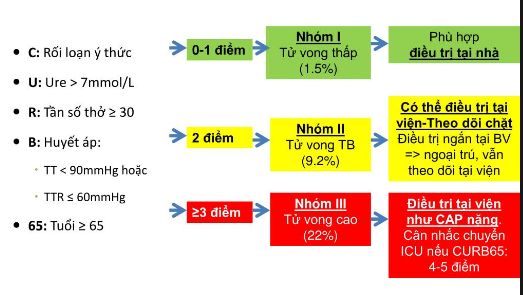 • C: Rối loạn ý thức
• U: Ure > 7mmol/L
• R: Tần số thở ≥ 30
• B: Huyết áp:
• TT < 90mmHg hoặc
• TTR ≤ 60mmHg
• 65: Tuổi ≥ 65
0-1 điểm
Nhóm I
Tử vong thấp
(1.5%)
Phù hợp
điều trị tại nhà
2 điểm
Nhóm II
Tử vong TB
(9.2%)
Có thể điều trị tại
viện-Theo dõi chặt
Điều trị ngắn tại BV
=> ngoại trú, vẫn
theo dõi tại viện
≥3 điểm
Nhóm III
Tử vong cao
(22%)
Điều trị tại viện
như CAP nặng.
Cân nhắc chuyển
ICU nếu CURB65:
4-5 điểm